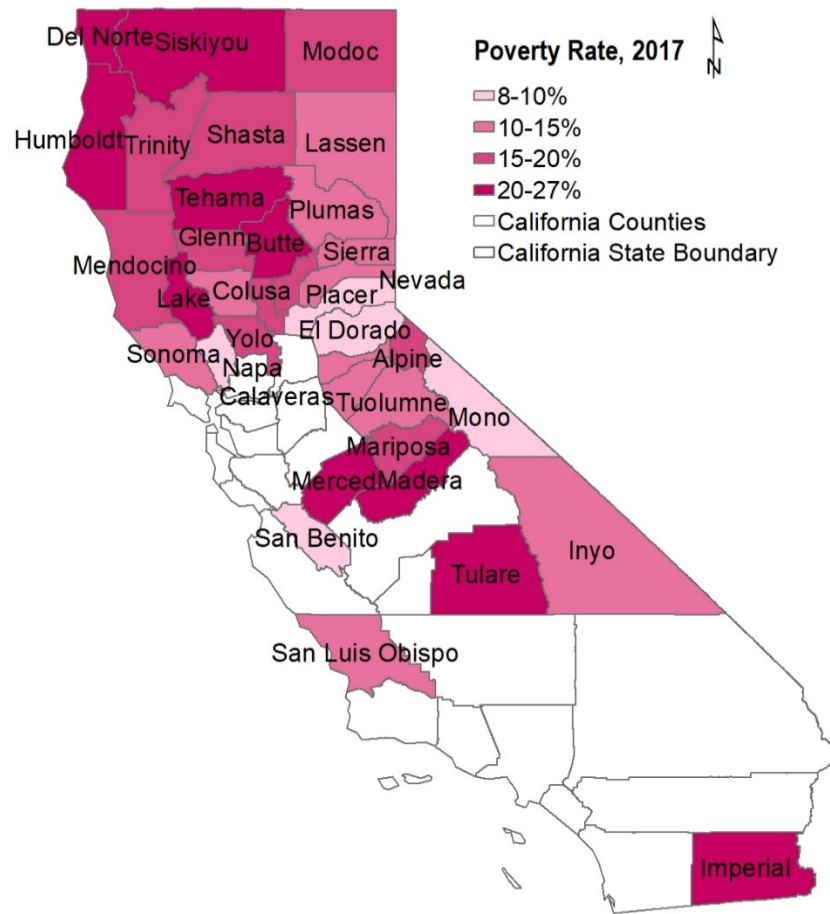 Del Norte
Siskiyou
Modoc
Poverty Rate, 2017
N
8-10%
10-15%
15-20%
20-27%
California Counties
California State Boundary
Humboldt
Trinity
Shasta
Lassen
Tehama
Plumas
Glenn
Butte
Sierra
Mendocino
Lake
Colusa
Placer
Nevada
El Dorado
Sonoma
Yolo
Napa
Alpine
Calaveras
Tuolumne
Mono
Mariposa
Merced
Madera
San Benito
Tulare
Inyo
San Luis Obispo
Imperial